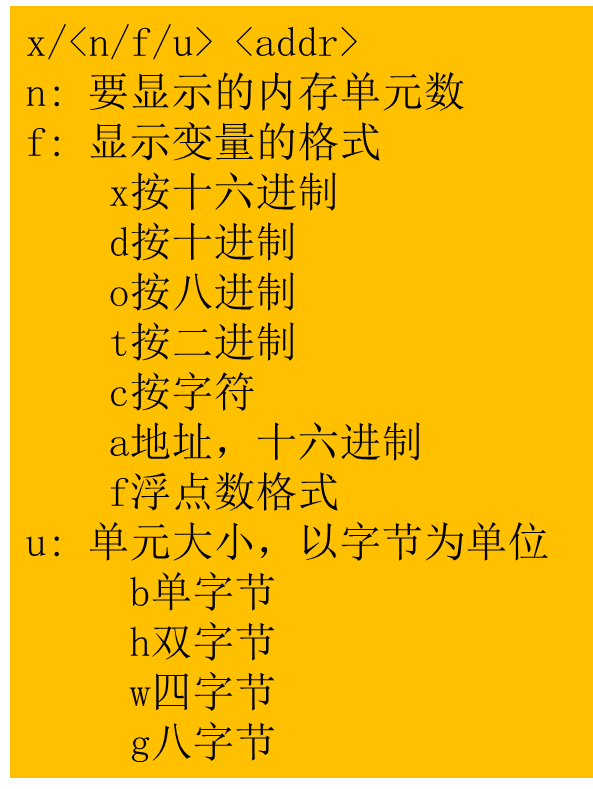 x/<n/f/u> <addr>
n: 要显示的内存单元数
f: 显示变量的格式
x按十六进制
d按十进制
o按八进制
t按二进制
c按字符
a地址，十六进制
f浮点数格式
u: 单元大小，以字节为单位
b单字节
h双字节
w四字节
g八字节